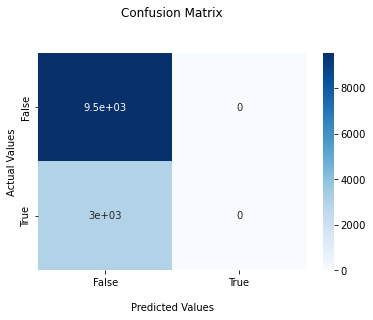 Confusion Matrix
False
9.5e+03
0
True
3e+03
0
Actual Values
False
True
Predicted Values
8000
6000
4000
2000
0